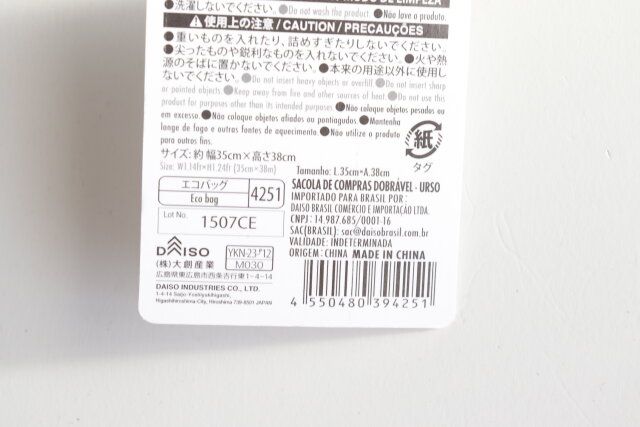 洗濯しないでください。●Do not wash the product. ●Não lave o produto.
使用上の注意 / CAUTION / PRECAUÇÕES
●重いものを入れたり、詰めすぎたりしないでください。
●尖ったものや鋭利なものを入れないでください。●火や熱
源のそばに置かないでください。●本来の用途以外に使用し
ないでください。●Do not insert heavy objects or overfill. ●Do not insert sharp
or pointed objects. ●Keep away from fire and other sources of heat. ●Do not use this
product for purposes other than its intended purposes. ●Não coloque objetos pesados ou
em excesso ●Não coloque objetos afiados ou pontiagudos. ●Mantenha
longe de fogo e outras fontes de aquecimento. ●Não utilize o produto
para outros fins.
紙
タグ
サイズ:約 幅35cm×高さ38cm
Size: W1.14ft×H1.24ft (35cm×38m)
Tamanho: L.35cm×A.38cm
エコバッグ
Eco bag
4251
Lot No.
1507CE
SACOLA DE COMPRAS DOBRÁVEL - URSO
IMPORTADO PARA BRASIL POR :
DAISO BRASIL COMÉRCIO E IMPORTAÇÃO LTDA.
CNPJ : 14.987.685/0001-16
SAC(BRASIL): sac@daisobrasil.com.br
VALIDADE: INDETERMINADA
ORIGEM: CHINA MADE IN CHINA
DAISO
YKN-23-'12
M030
(株)大創産業
広島県東広島市西条吉行東1-4-14
DAISO INDUSTRIES CO., LTD.
1-4-14 Saijo-Yoshiyukihigashi,
Higashihiroshima-City, Hiroshima 739-8501 JAPAN
4 550480 394251